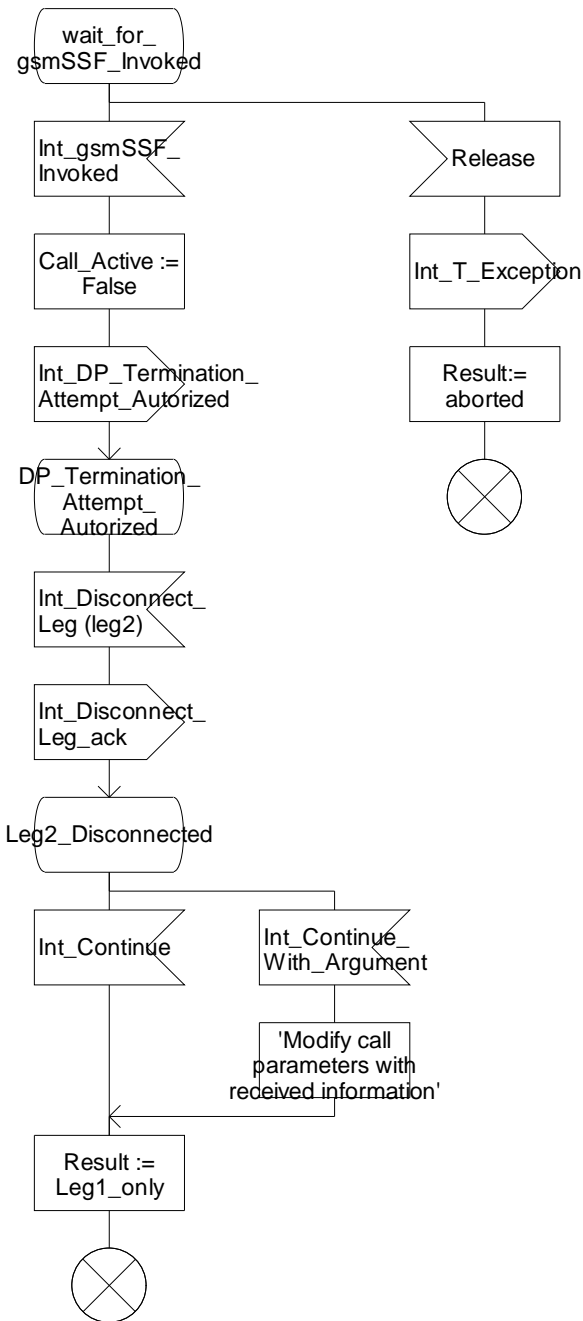 wait_for_
gsmSSF_Invoked
Int_gsmSSF_
Invoked
Release
Call_Active :=
False
Int_T_Exception
Int_DP_Termination_
Attempt_Autorized
Result:=
aborted
DP_Termination_
Attempt_
Autorized
Int_Disconnect_
Leg (leg2)
Int_Disconnect_
Leg_ack
Leg2_Disconnected
Int_Continue
Int_Continue_
With_Argument
'Modify call
parameters with
received information'
Result :=
Leg1_only